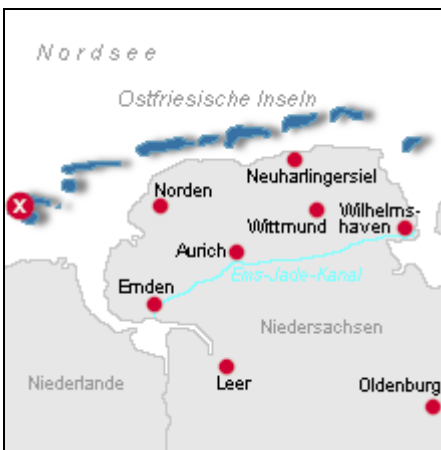 Nordsee
Ostfriesische Inseln
X
Neuharlingersiel
Norden
Wittmund
Wilhelms-
haven
Aurich
Ems-Jade-Kanal
Emden
Niedersachsen
Niederlande
Leer
Oldenburg